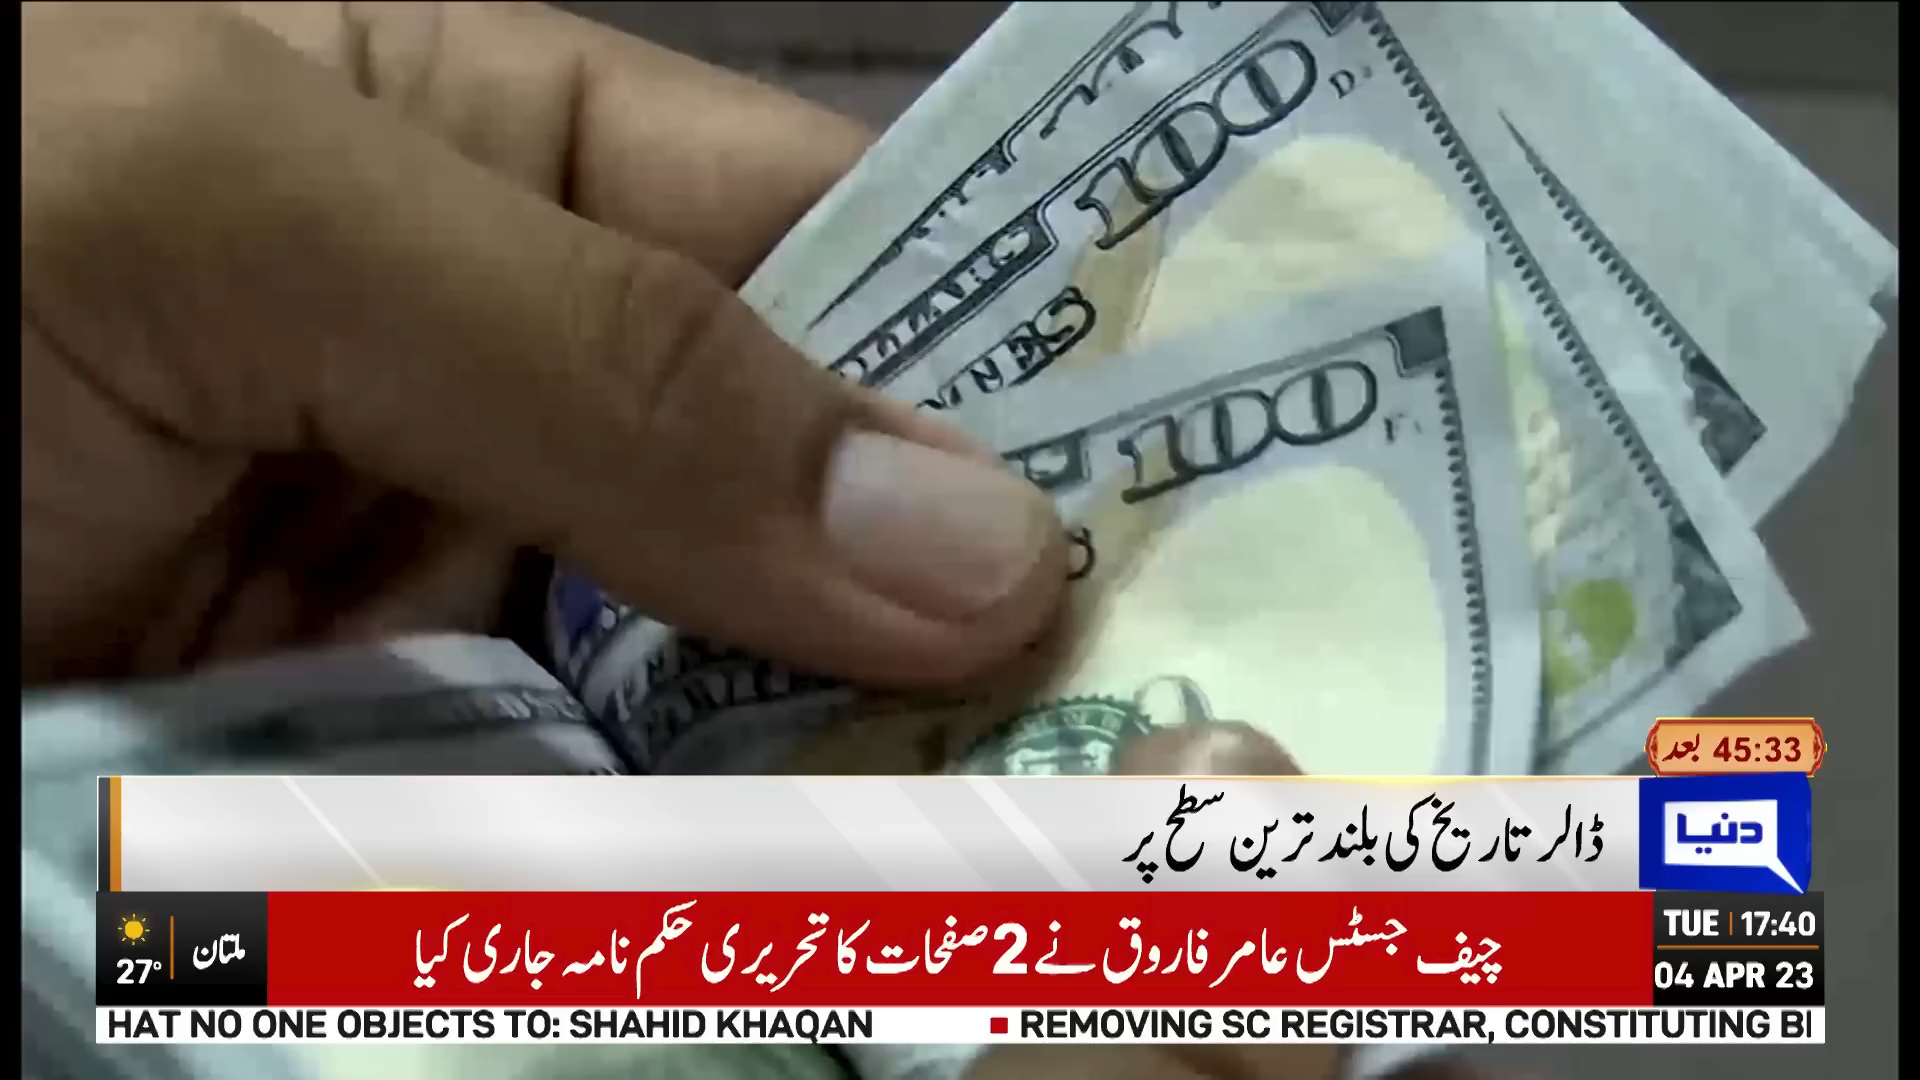 100
D
100
F
45:33 بعد
ڈالر تاریخ کی بلند ترین سطح پر
دنیا
چیف جسٹس عامر فاروق نے 2 صفحات کا تحریری حکم نامہ جاری کیا
ملتان
27°
TUE 17:40
04 APR 23
HAT NO ONE OBJECTS TO: SHAHID KHAQAN ■ REMOVING SC REGISTRAR, CONSTITUTING BI